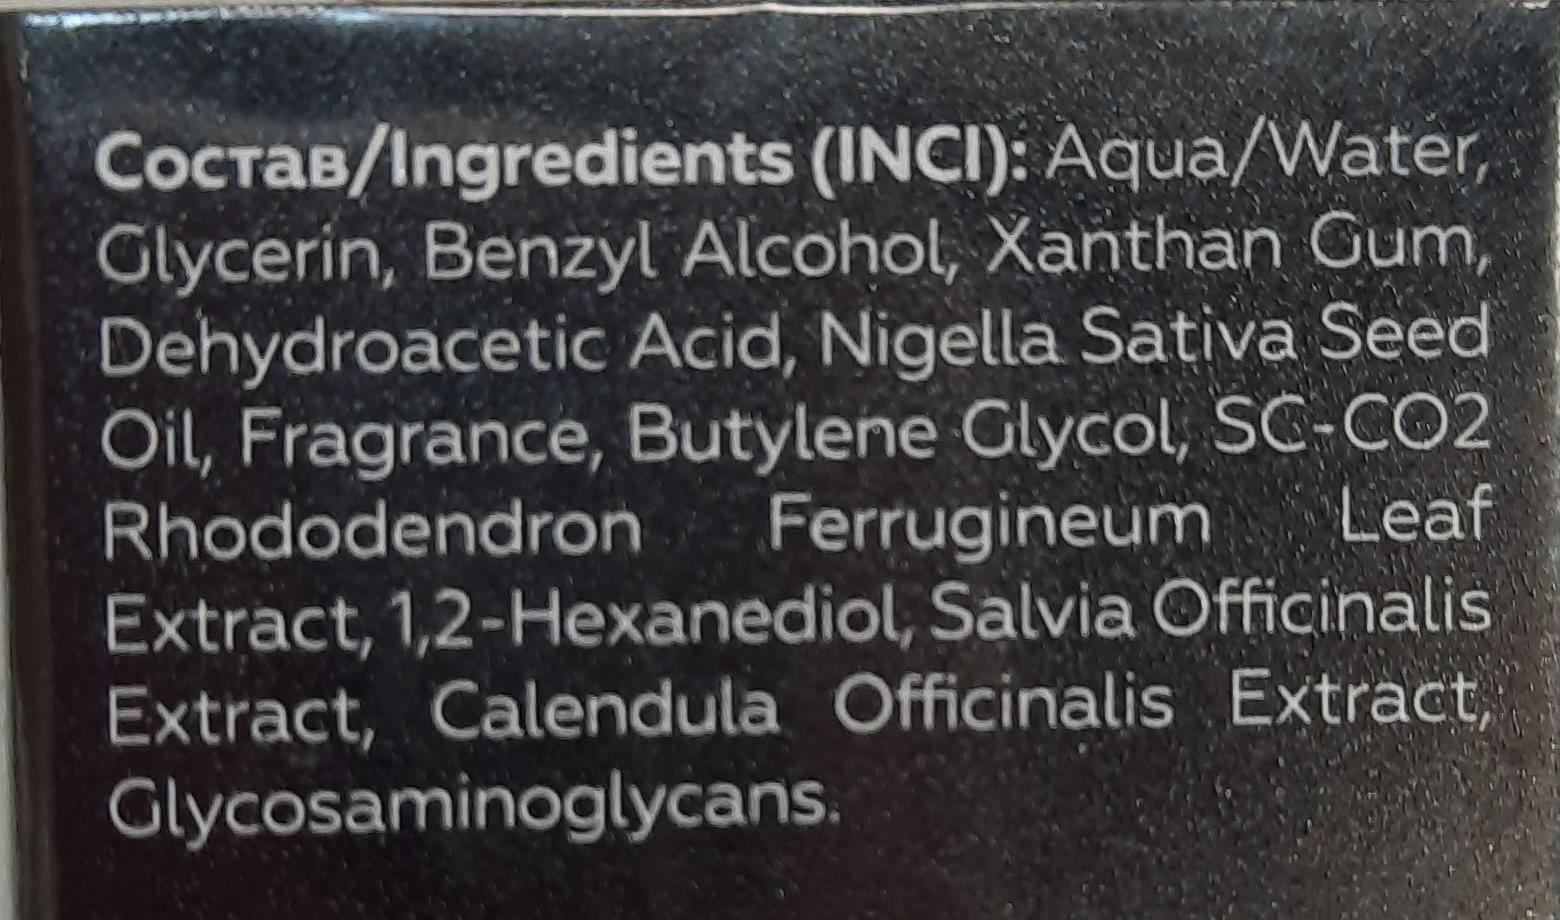 Состав/Ingredients (INCI): Aqua/Water,
Glycerin, Benzyl Alcohol, Xanthan Gum,
Dehydroacetic Acid, Nigella Sativa Seed
Oil, Fragrance, Butylene Glycol, SC-CO2
Rhododendron Ferrugineum Leaf
Extract, 1,2-Hexanediol, Salvia Officinalis
Extract, Calendula Officinalis Extract,
Glycosaminoglycans.